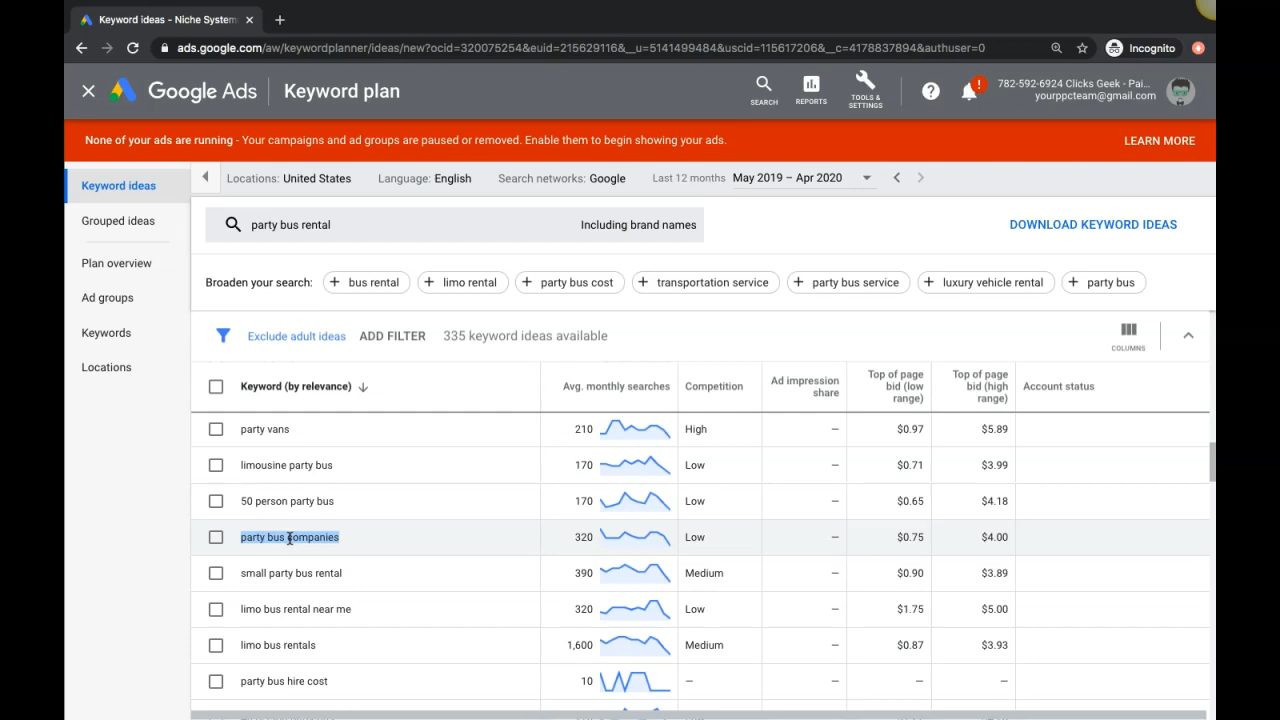 Keyword ideas - Niche System
ads.google.com/aw/keywordplanner/ideas/new?ocid=320075254&euid=215629116&__u=5141499484&uscid=115617206&__c=4178837894&authuser=0
Incognito
Google Ads
Keyword plan
SEARCH
REPORTS
TOOLS & SETTINGS
782-592-6924 Clicks Geek - Pai...
yourppcteam@gmail.com
None of your ads are running - Your campaigns and ad groups are paused or removed. Enable them to begin showing your ads.
LEARN MORE
Keyword ideas
Grouped ideas
Plan overview
Ad groups
Keywords
Locations
Locations: United States
Language: English
Search networks: Google
Last 12 months
May 2019 – Apr 2020
party bus rental
Including brand names
DOWNLOAD KEYWORD IDEAS
Broaden your search: + bus rental + limo rental + party bus cost + transportation service + party bus service + luxury vehicle rental + party bus
Exclude adult ideas
ADD FILTER
335 keyword ideas available
COLUMNS
Keyword (by relevance)
Avg. monthly searches
Competition
Ad impression share
Top of page bid (low range)
Top of page bid (high range)
Account status
party vans 210 High – $0.97 $5.89
limousine party bus 170 Low – $0.71 $3.99
50 person party bus 170 Low – $0.65 $4.18
party bus companies 320 Low – $0.75 $4.00
small party bus rental 390 Medium – $0.90 $3.89
limo bus rental near me 320 Low – $1.75 $5.00
limo bus rentals 1,600 Medium – $0.87 $3.93
party bus hire cost 10 – – – –